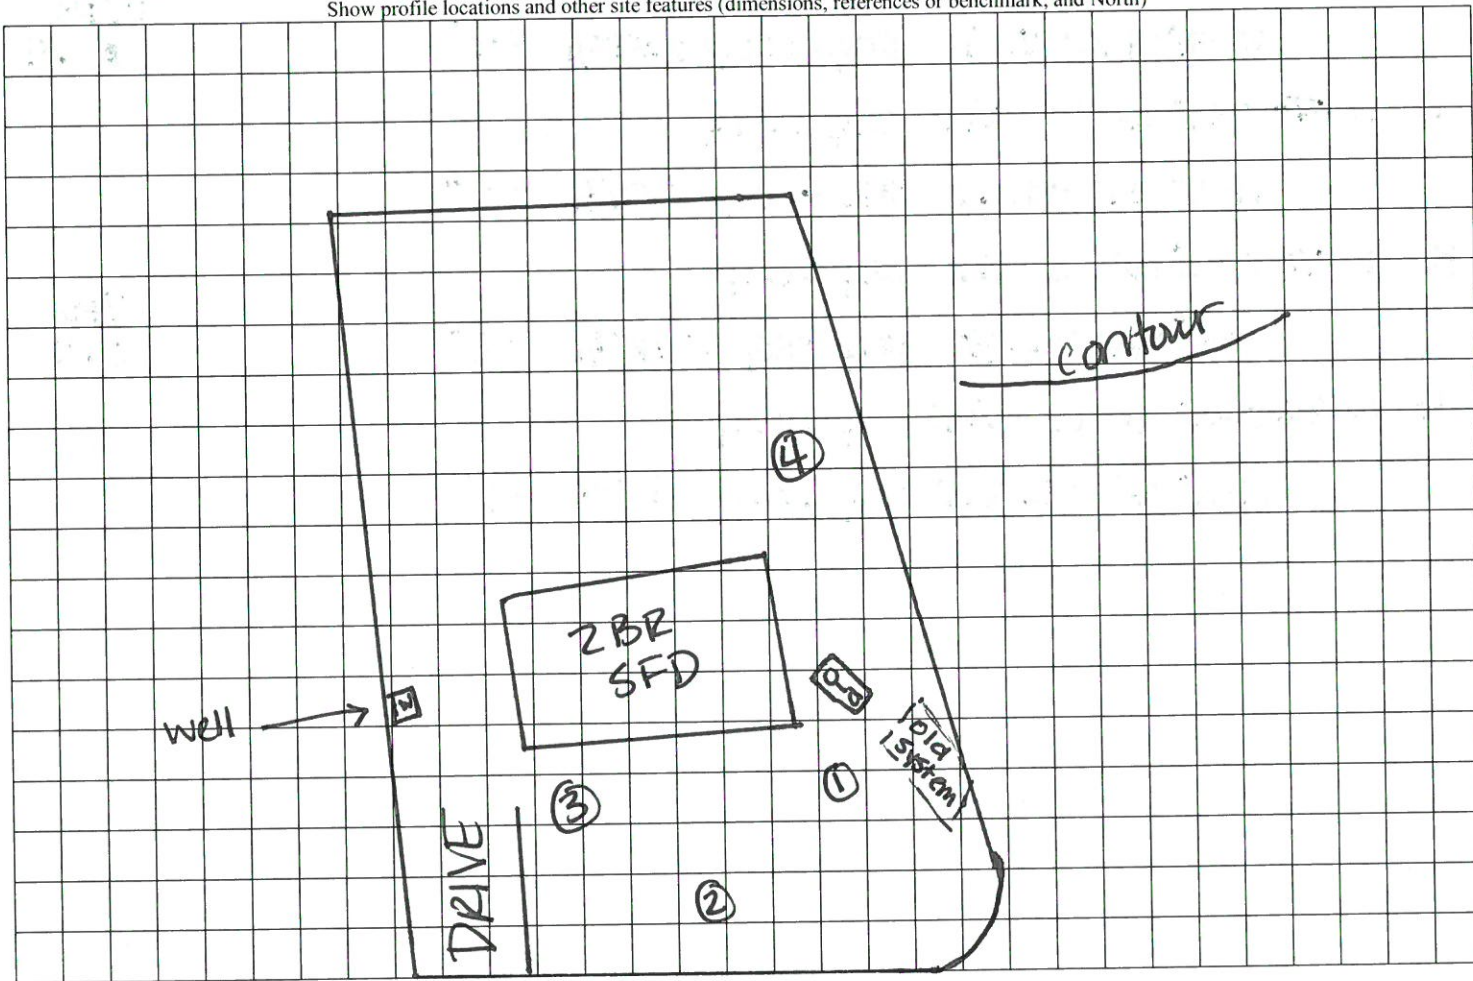 Show profile locations and other site features (dimensions, references or benchmark, and North)
contour
④
2BR
SFD
well
W
old
system
①
③
DRIVE
②